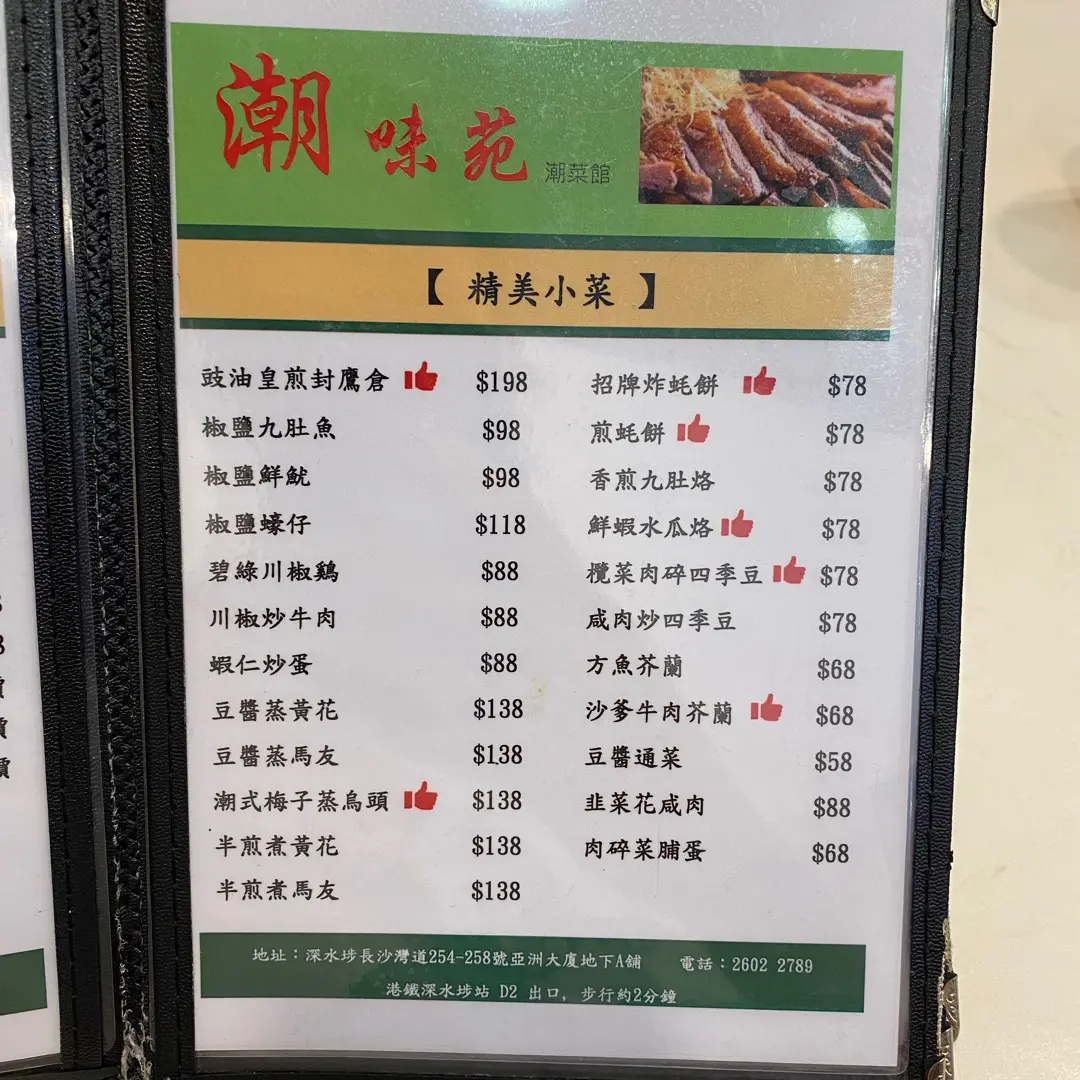 潮味苑 潮菜館
【 精美小菜 】
豉油皇煎封鷹倉 $198
椒鹽九肚魚 $98
椒鹽鮮魷 $98
椒鹽蠔仔 $118
碧綠川椒鷄 $88
川椒炒牛肉 $88
蝦仁炒蛋 $88
豆醬蒸黃花 $138
豆醬蒸馬友 $138
潮式梅子蒸烏頭 $138
半煎煮黃花 $138
半煎煮馬友 $138
招牌炸蚝餅 $78
煎蚝餅 $78
香煎九肚烙 $78
鮮蝦水瓜烙 $78
欖菜肉碎四季豆 $78
咸肉炒四季豆 $78
方魚芥蘭 $68
沙爹牛肉芥蘭 $68
豆醬通菜 $58
韭菜花咸肉 $88
肉碎菜脯蛋 $68
地址：深水埗長沙灣道254-258號亞洲大廈地下A舖 電話：2602 2789
港鐵深水埗站 D2 出口, 步行約2分鐘